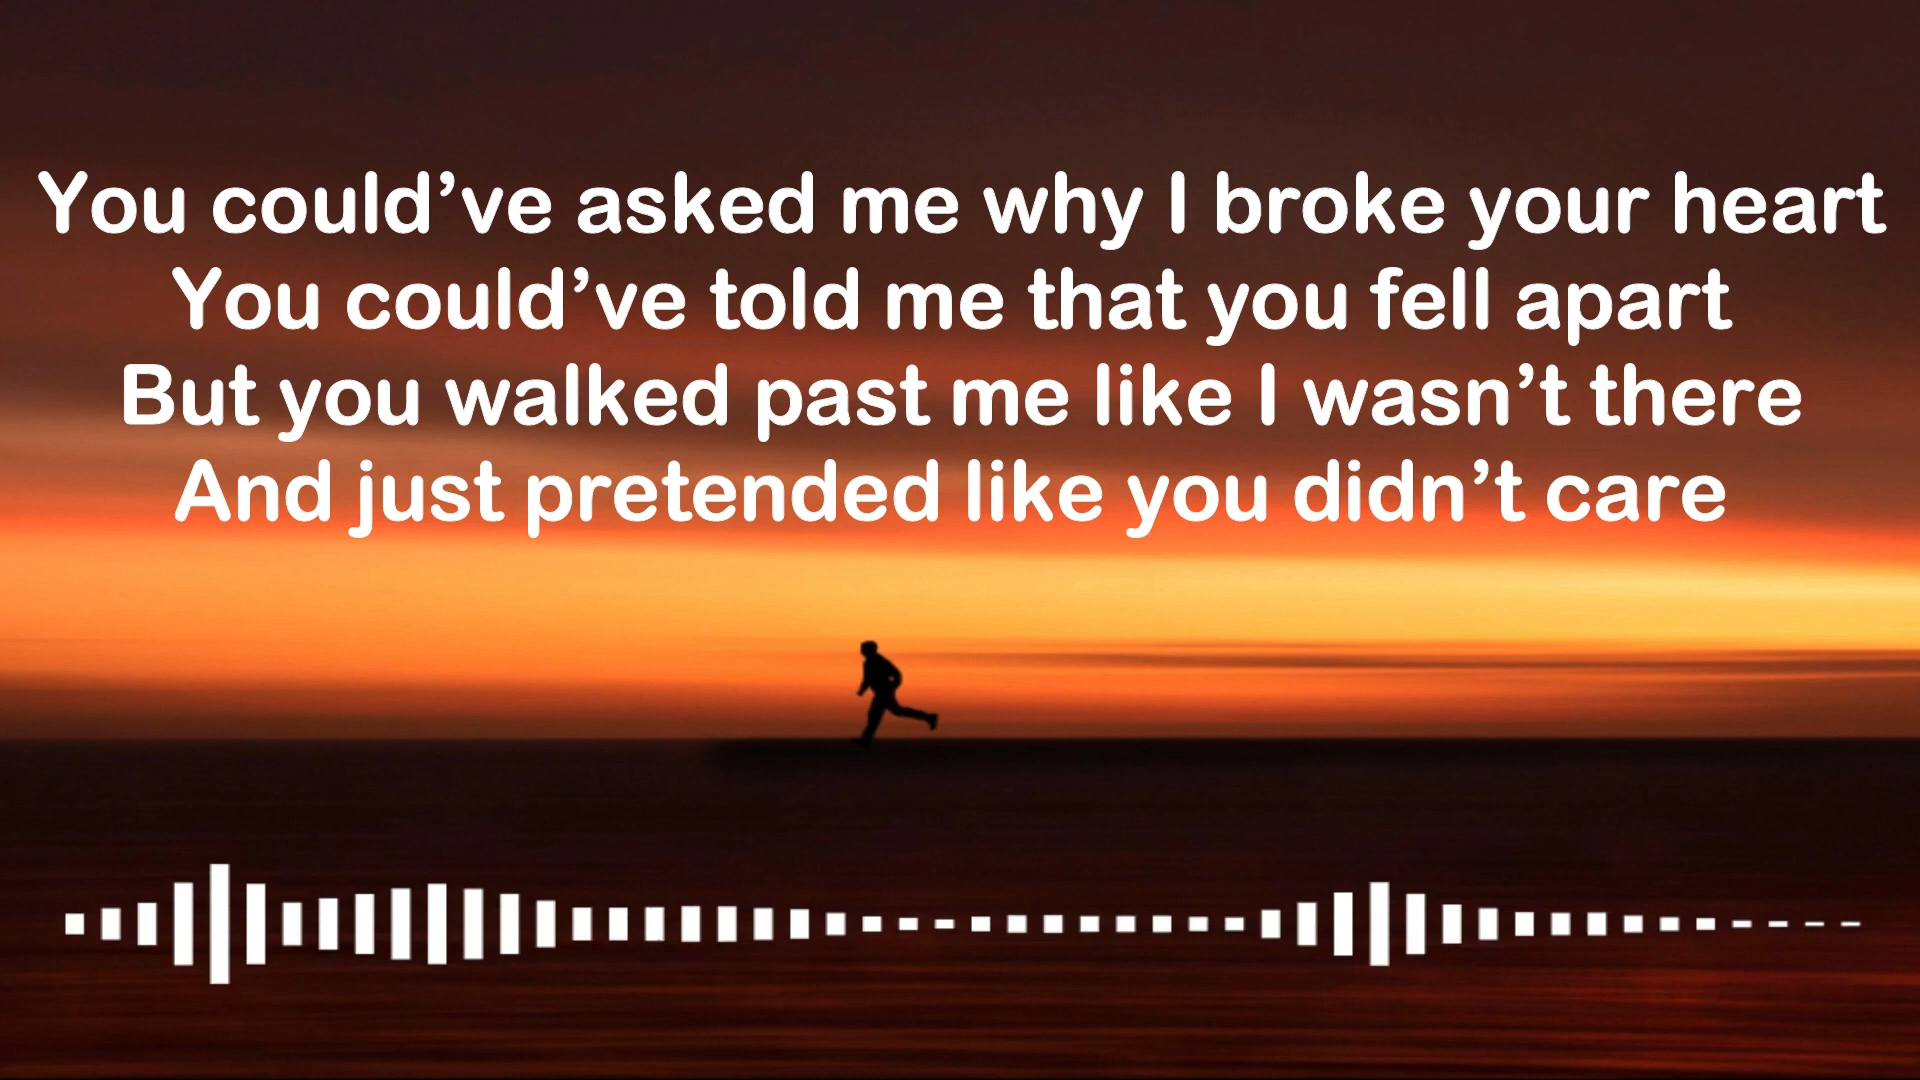 You could’ve asked me why I broke your heart
You could’ve told me that you fell apart
But you walked past me like I wasn’t there
And just pretended like you didn’t care